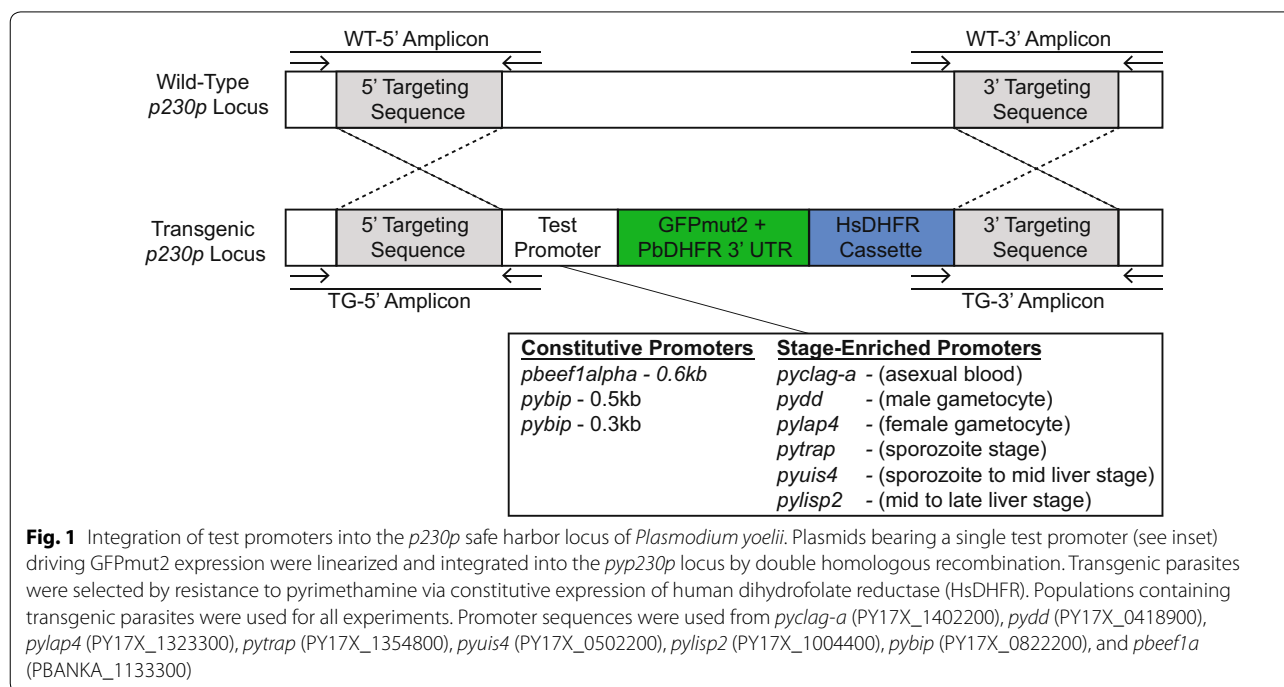 WT-5’ Amplicon
WT-3’ Amplicon
Wild-Type
p230p Locus
5’ Targeting
Sequence
3’ Targeting
Sequence
Transgenic
p230p Locus
5’ Targeting
Sequence
Test
Promoter
GFPmut2 +
PbDHFR 3’ UTR
HsDHFR
Cassette
3’ Targeting
Sequence
TG-5’ Amplicon
TG-3’ Amplicon
Constitutive Promoters
pbeef1alpha - 0.6kb
pybip - 0.5kb
pybip - 0.3kb
Stage-Enriched Promoters
pyclag-a - (asexual blood)
pydd - (male gametocyte)
pylap4 - (female gametocyte)
pytrap - (sporozoite stage)
pyuis4 - (sporozoite to mid liver stage)
pylisp2 - (mid to late liver stage)
Fig. 1 Integration of test promoters into the p230p safe harbor locus of Plasmodium yoelii. Plasmids bearing a single test promoter (see inset)
driving GFPmut2 expression were linearized and integrated into the pyp230p locus by double homologous recombination. Transgenic parasites
were selected by resistance to pyrimethamine via constitutive expression of human dihydrofolate reductase (HsDHFR). Populations containing
transgenic parasites were used for all experiments. Promoter sequences were used from pyclag-a (PY17X_1402200), pydd (PY17X_0418900),
pylap4 (PY17X_1323300), pytrap (PY17X_1354800), pyuis4 (PY17X_0502200), pylisp2 (PY17X_1004400), pybip (PY17X_0822200), and pbeef1a
(PBANKA_1133300)